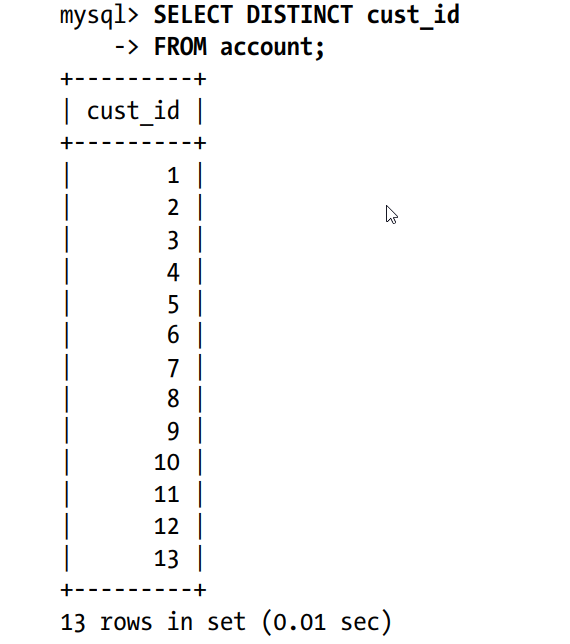 mysql> SELECT DISTINCT cust_id
    -> FROM account;
+---------+
| cust_id |
+---------+
|       1 |
|       2 |
|       3 |
|       4 |
|       5 |
|       6 |
|       7 |
|       8 |
|       9 |
|      10 |
|      11 |
|      12 |
|      13 |
+---------+
13 rows in set (0.01 sec)